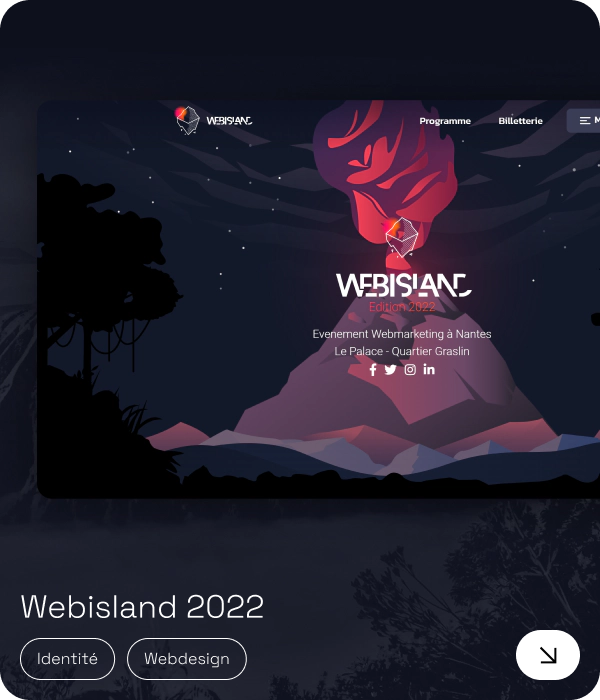 WEBISLAND
Programme
Billetterie
M
WEBISLAND
Edition 2022
Evenement Webmarketing à Nantes
Le Palace - Quartier Graslin
Webisland 2022
Identité
Webdesign